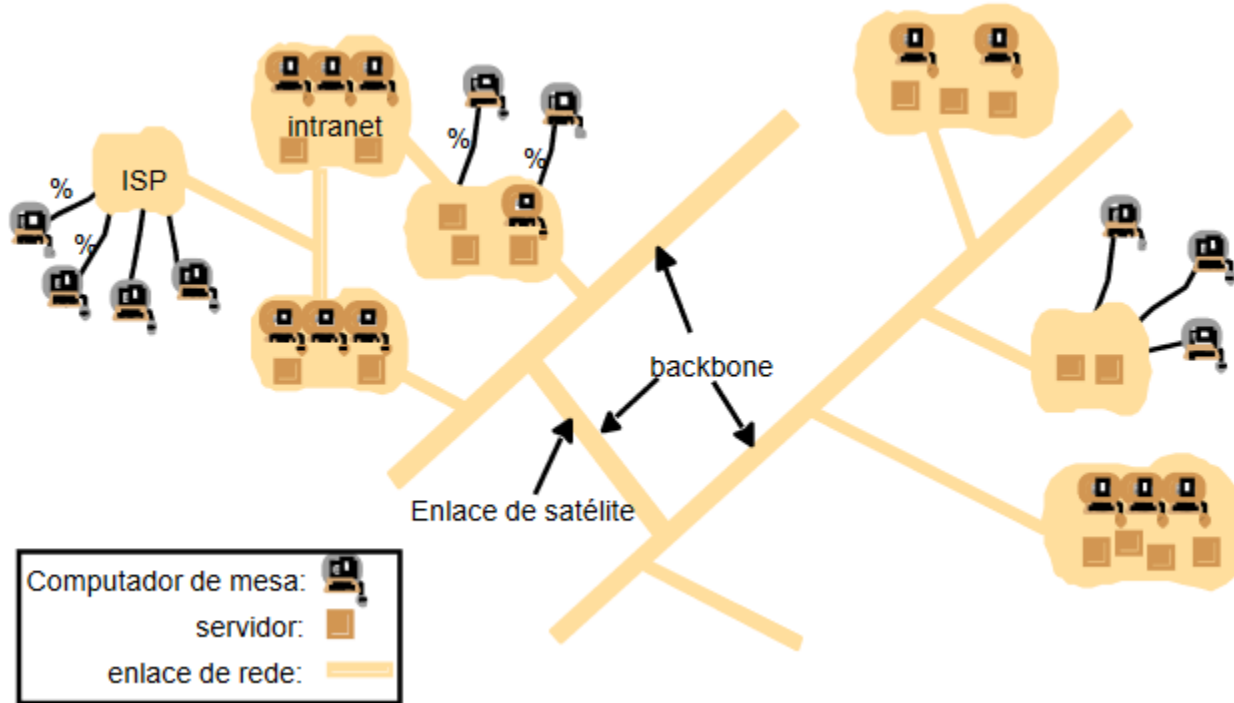 intranet
%
%
ISP
%
%
backbone
Enlace de satélite
Computador de mesa:
servidor:
enlace de rede: